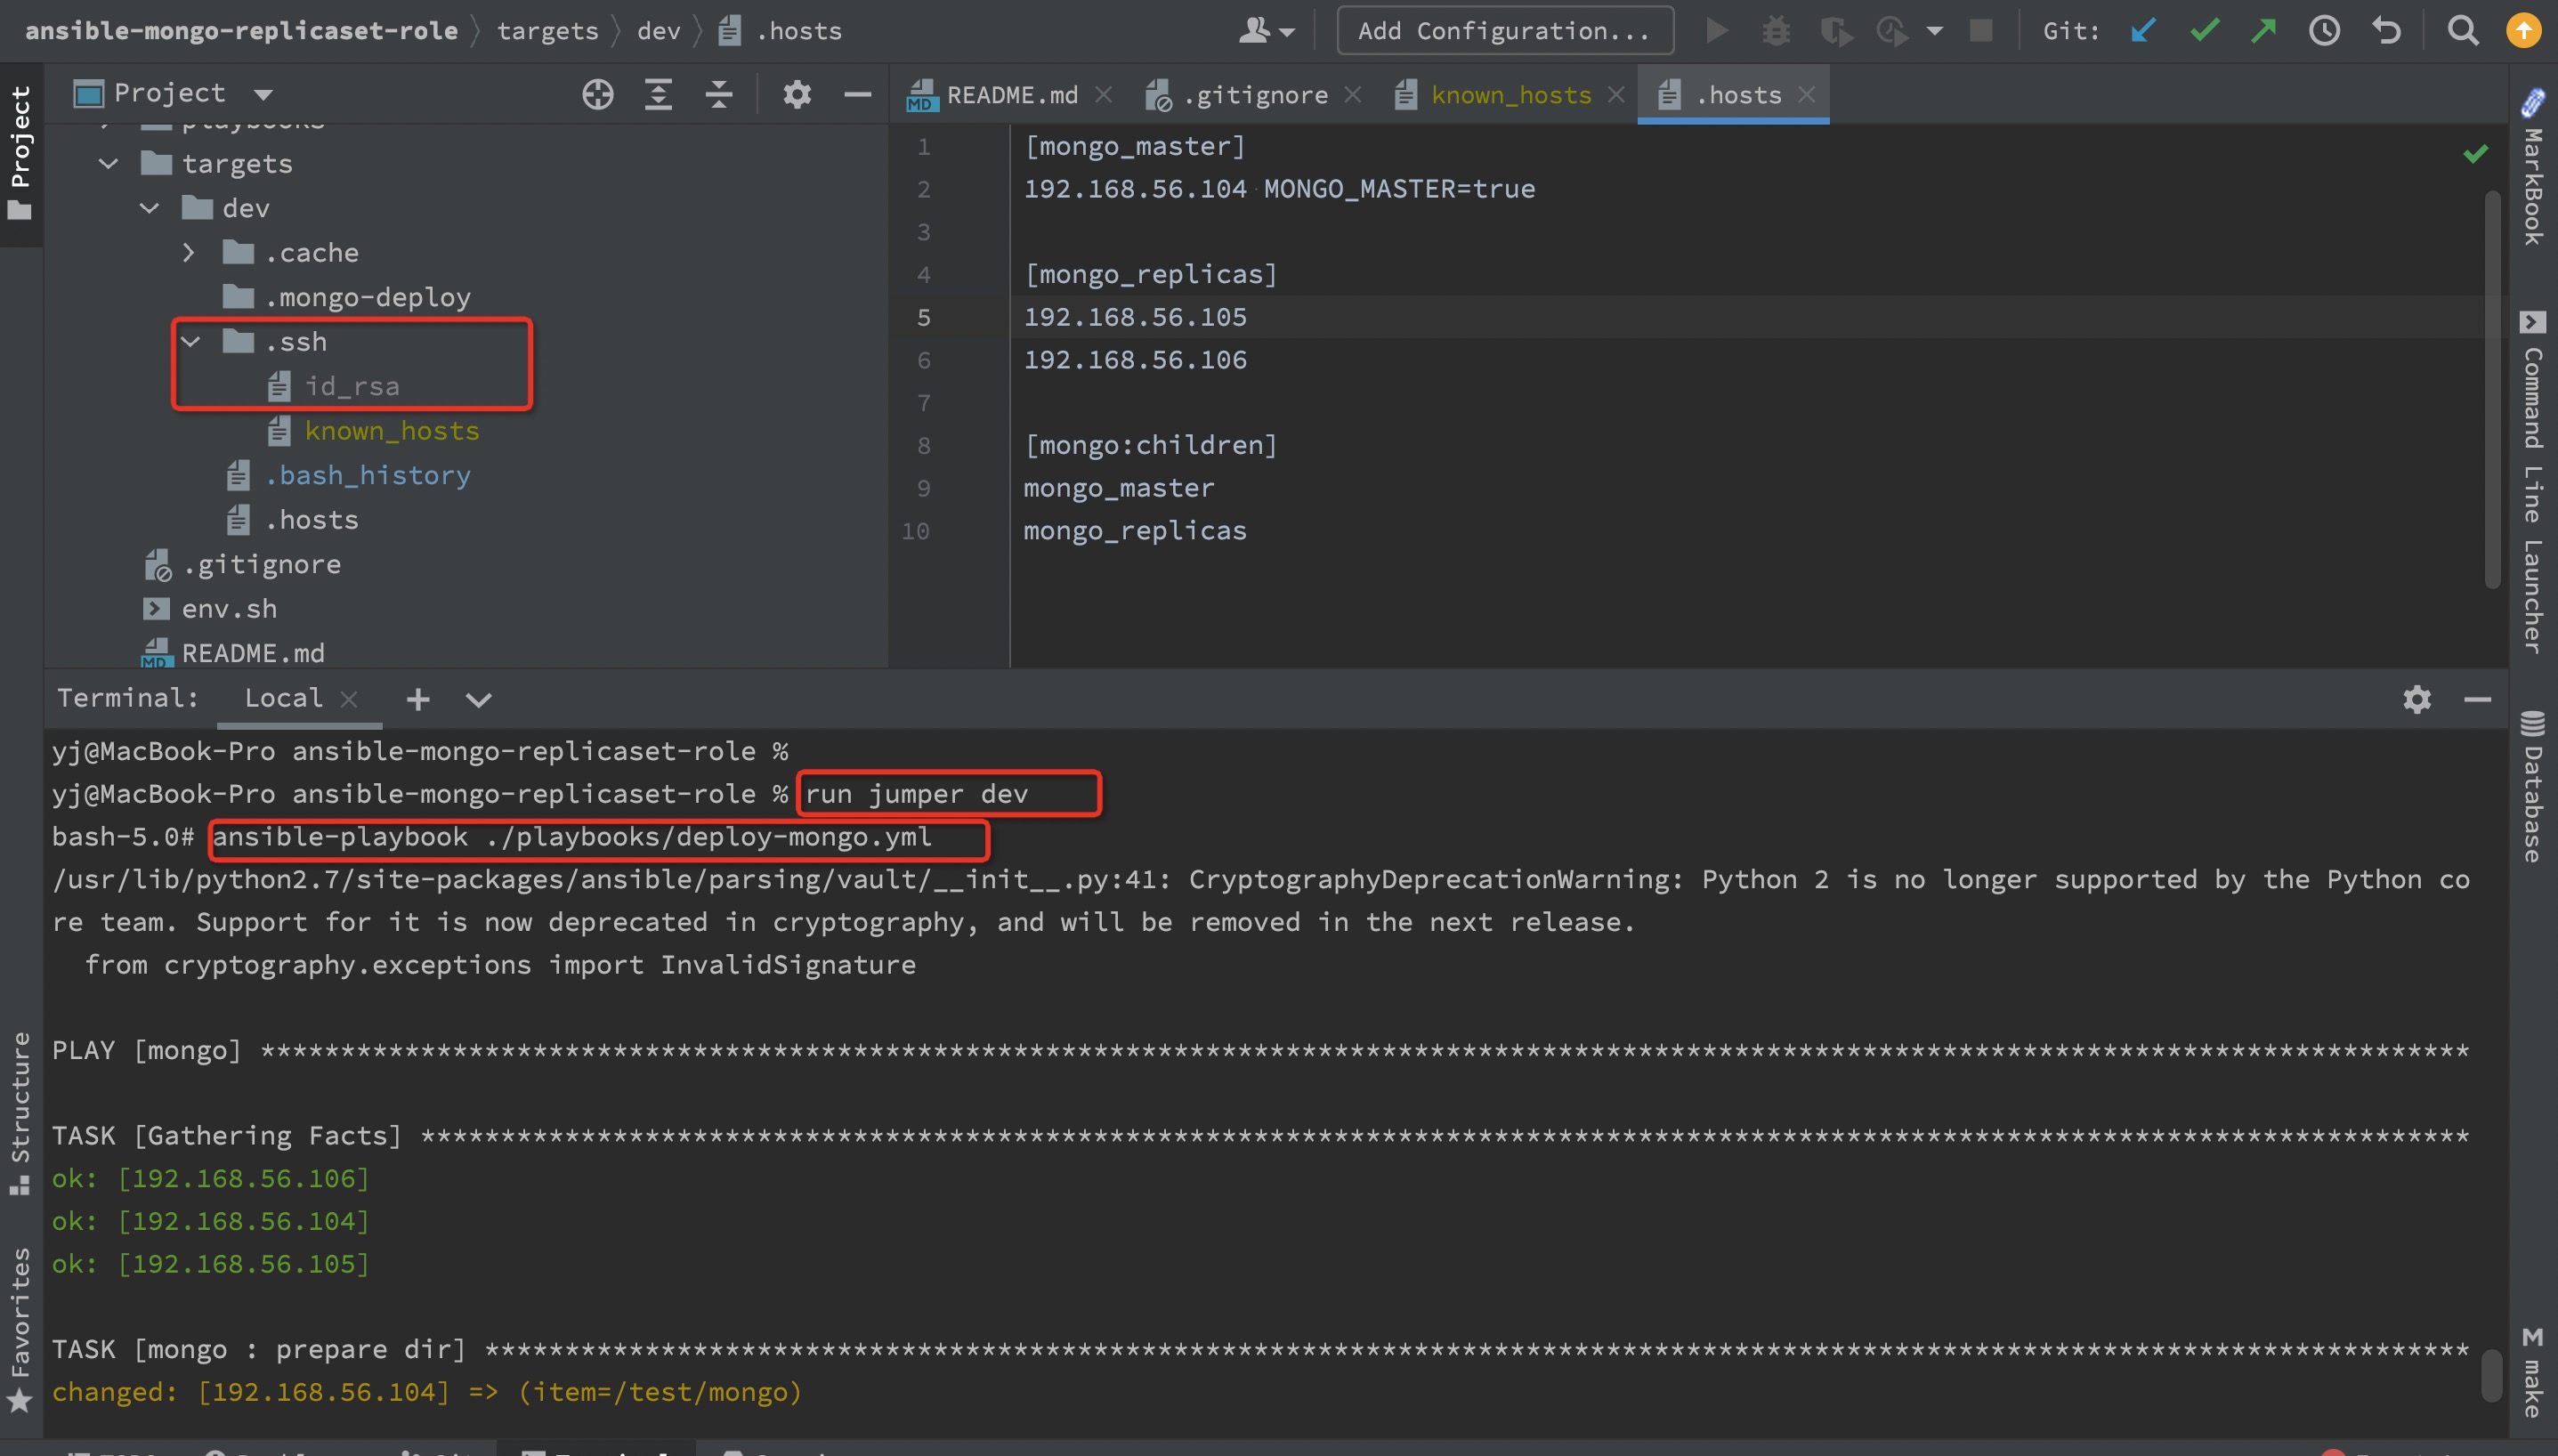 ansible-mongo-replicaset-role targets dev .hosts
Add Configuration...
Git:
Project
Project
playbooks
targets
dev
.cache
.mongo-deploy
.ssh
id_rsa
known_hosts
.bash_history
.hosts
.gitignore
env.sh
MD README.md
MD README.md
.gitignore
known_hosts
.hosts
1 [mongo_master]
2 192.168.56.104 MONGO_MASTER=true
3
4 [mongo_replicas]
5 192.168.56.105
6 192.168.56.106
7
8 [mongo:children]
9 mongo_master
10 mongo_replicas
MarkBook
Command Line Launcher
Database
M make
Structure
Favorites
Terminal: Local
yj@MacBook-Pro ansible-mongo-replicaset-role %
yj@MacBook-Pro ansible-mongo-replicaset-role % run jumper dev
bash-5.0# ansible-playbook ./playbooks/deploy-mongo.yml
/usr/lib/python2.7/site-packages/ansible/parsing/vault/__init__.py:41: CryptographyDeprecationWarning: Python 2 is no longer supported by the Python co
re team. Support for it is now deprecated in cryptography, and will be removed in the next release.
from cryptography.exceptions import InvalidSignature
PLAY [mongo] ******************************************************************************************************************************************
TASK [Gathering Facts] ********************************************************************************************************************************
ok: [192.168.56.106]
ok: [192.168.56.104]
ok: [192.168.56.105]
TASK [mongo : prepare dir] ****************************************************************************************************************************
changed: [192.168.56.104] => (item=/test/mongo)